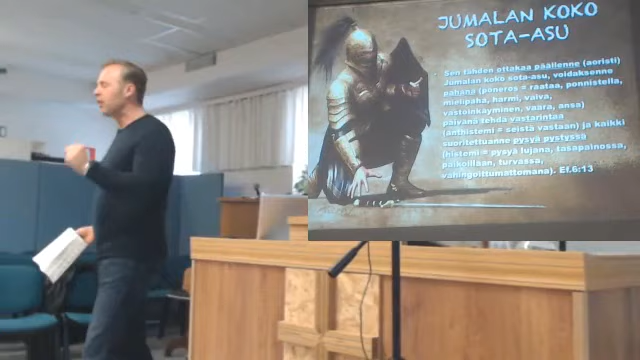 JUMALAN KOKO
SOTA-ASU
Sen tähden ottakaa päällenne (aoristi)
Jumalan koko sota-asu, voidaksenne
pahana (poneros = raataa, ponnistella,
mielipaha, harmi, vaiva,
vastoinkäyminen, vaara, ansa)
päivänä tehdä vastarintaa
(anthistemi = seistä vastaan) ja kaikki
suoritettuanne pysyä pystyssä
(histemi = pysyä lujana, tasapainossa,
paikoillaan, turvassa,
vahingoittumattomana). Ef.6:13